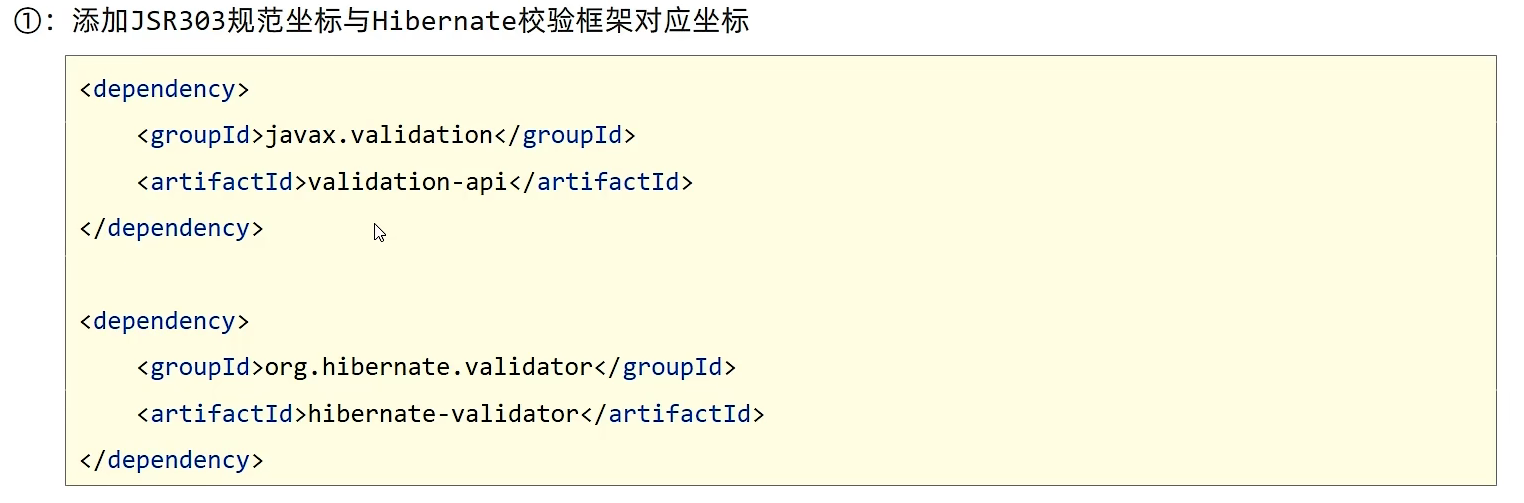 ①：添加JSR303规范坐标与Hibernate校验框架对应坐标
<dependency>
    <groupId>javax.validation</groupId>
    <artifactId>validation-api</artifactId>
</dependency>
<dependency>
    <groupId>org.hibernate.validator</groupId>
    <artifactId>hibernate-validator</artifactId>
</dependency>